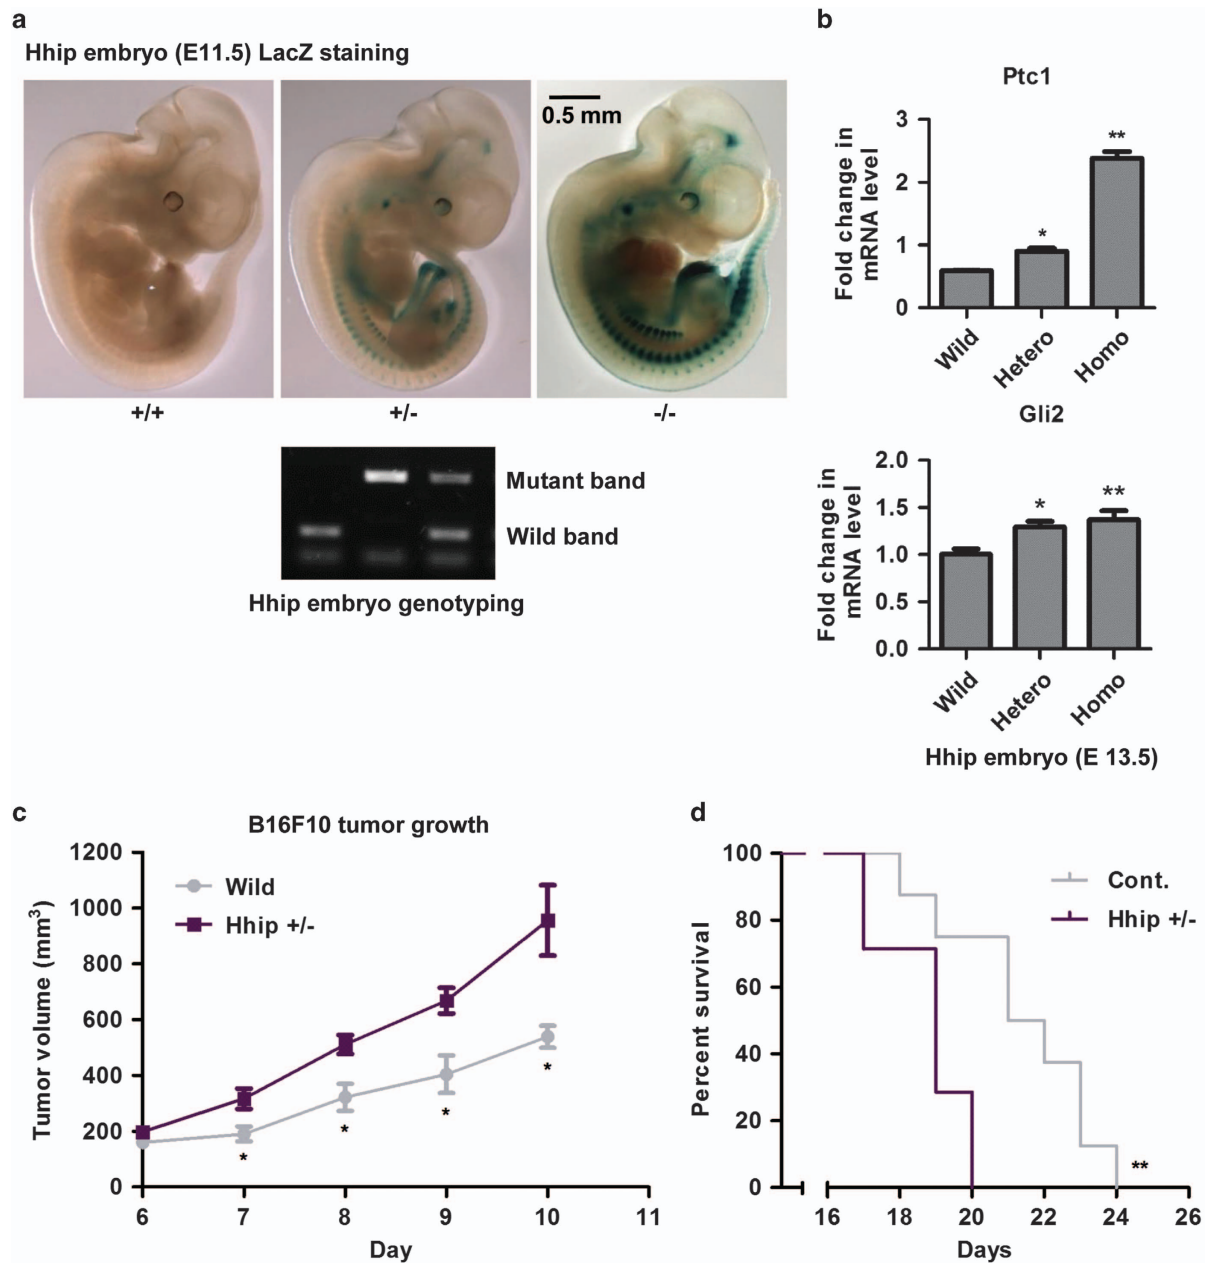 a
Hhip embryo (E11.5) LacZ staining
0.5 mm
+/+
+/-
-/-
Mutant band
Wild band
Hhip embryo genotyping
b
Ptc1
Fold change in
mRNA level
3
2
1
0
*
**
Wild
Hetero
Homo
Gli2
Fold change in
mRNA level
2.0
1.5
1.0
0.5
0.0
*
**
Wild
Hetero
Homo
Hhip embryo (E 13.5)
c
B16F10 tumor growth
Tumor volume (mm³)
1200
1000
800
600
400
200
0
Wild
Hhip +/-
*
*
*
*
6 7 8 9 10 11
Day
d
Percent survival
100
80
60
40
20
0
Cont.
Hhip +/-
**
16 18 20 22 24 26
Days